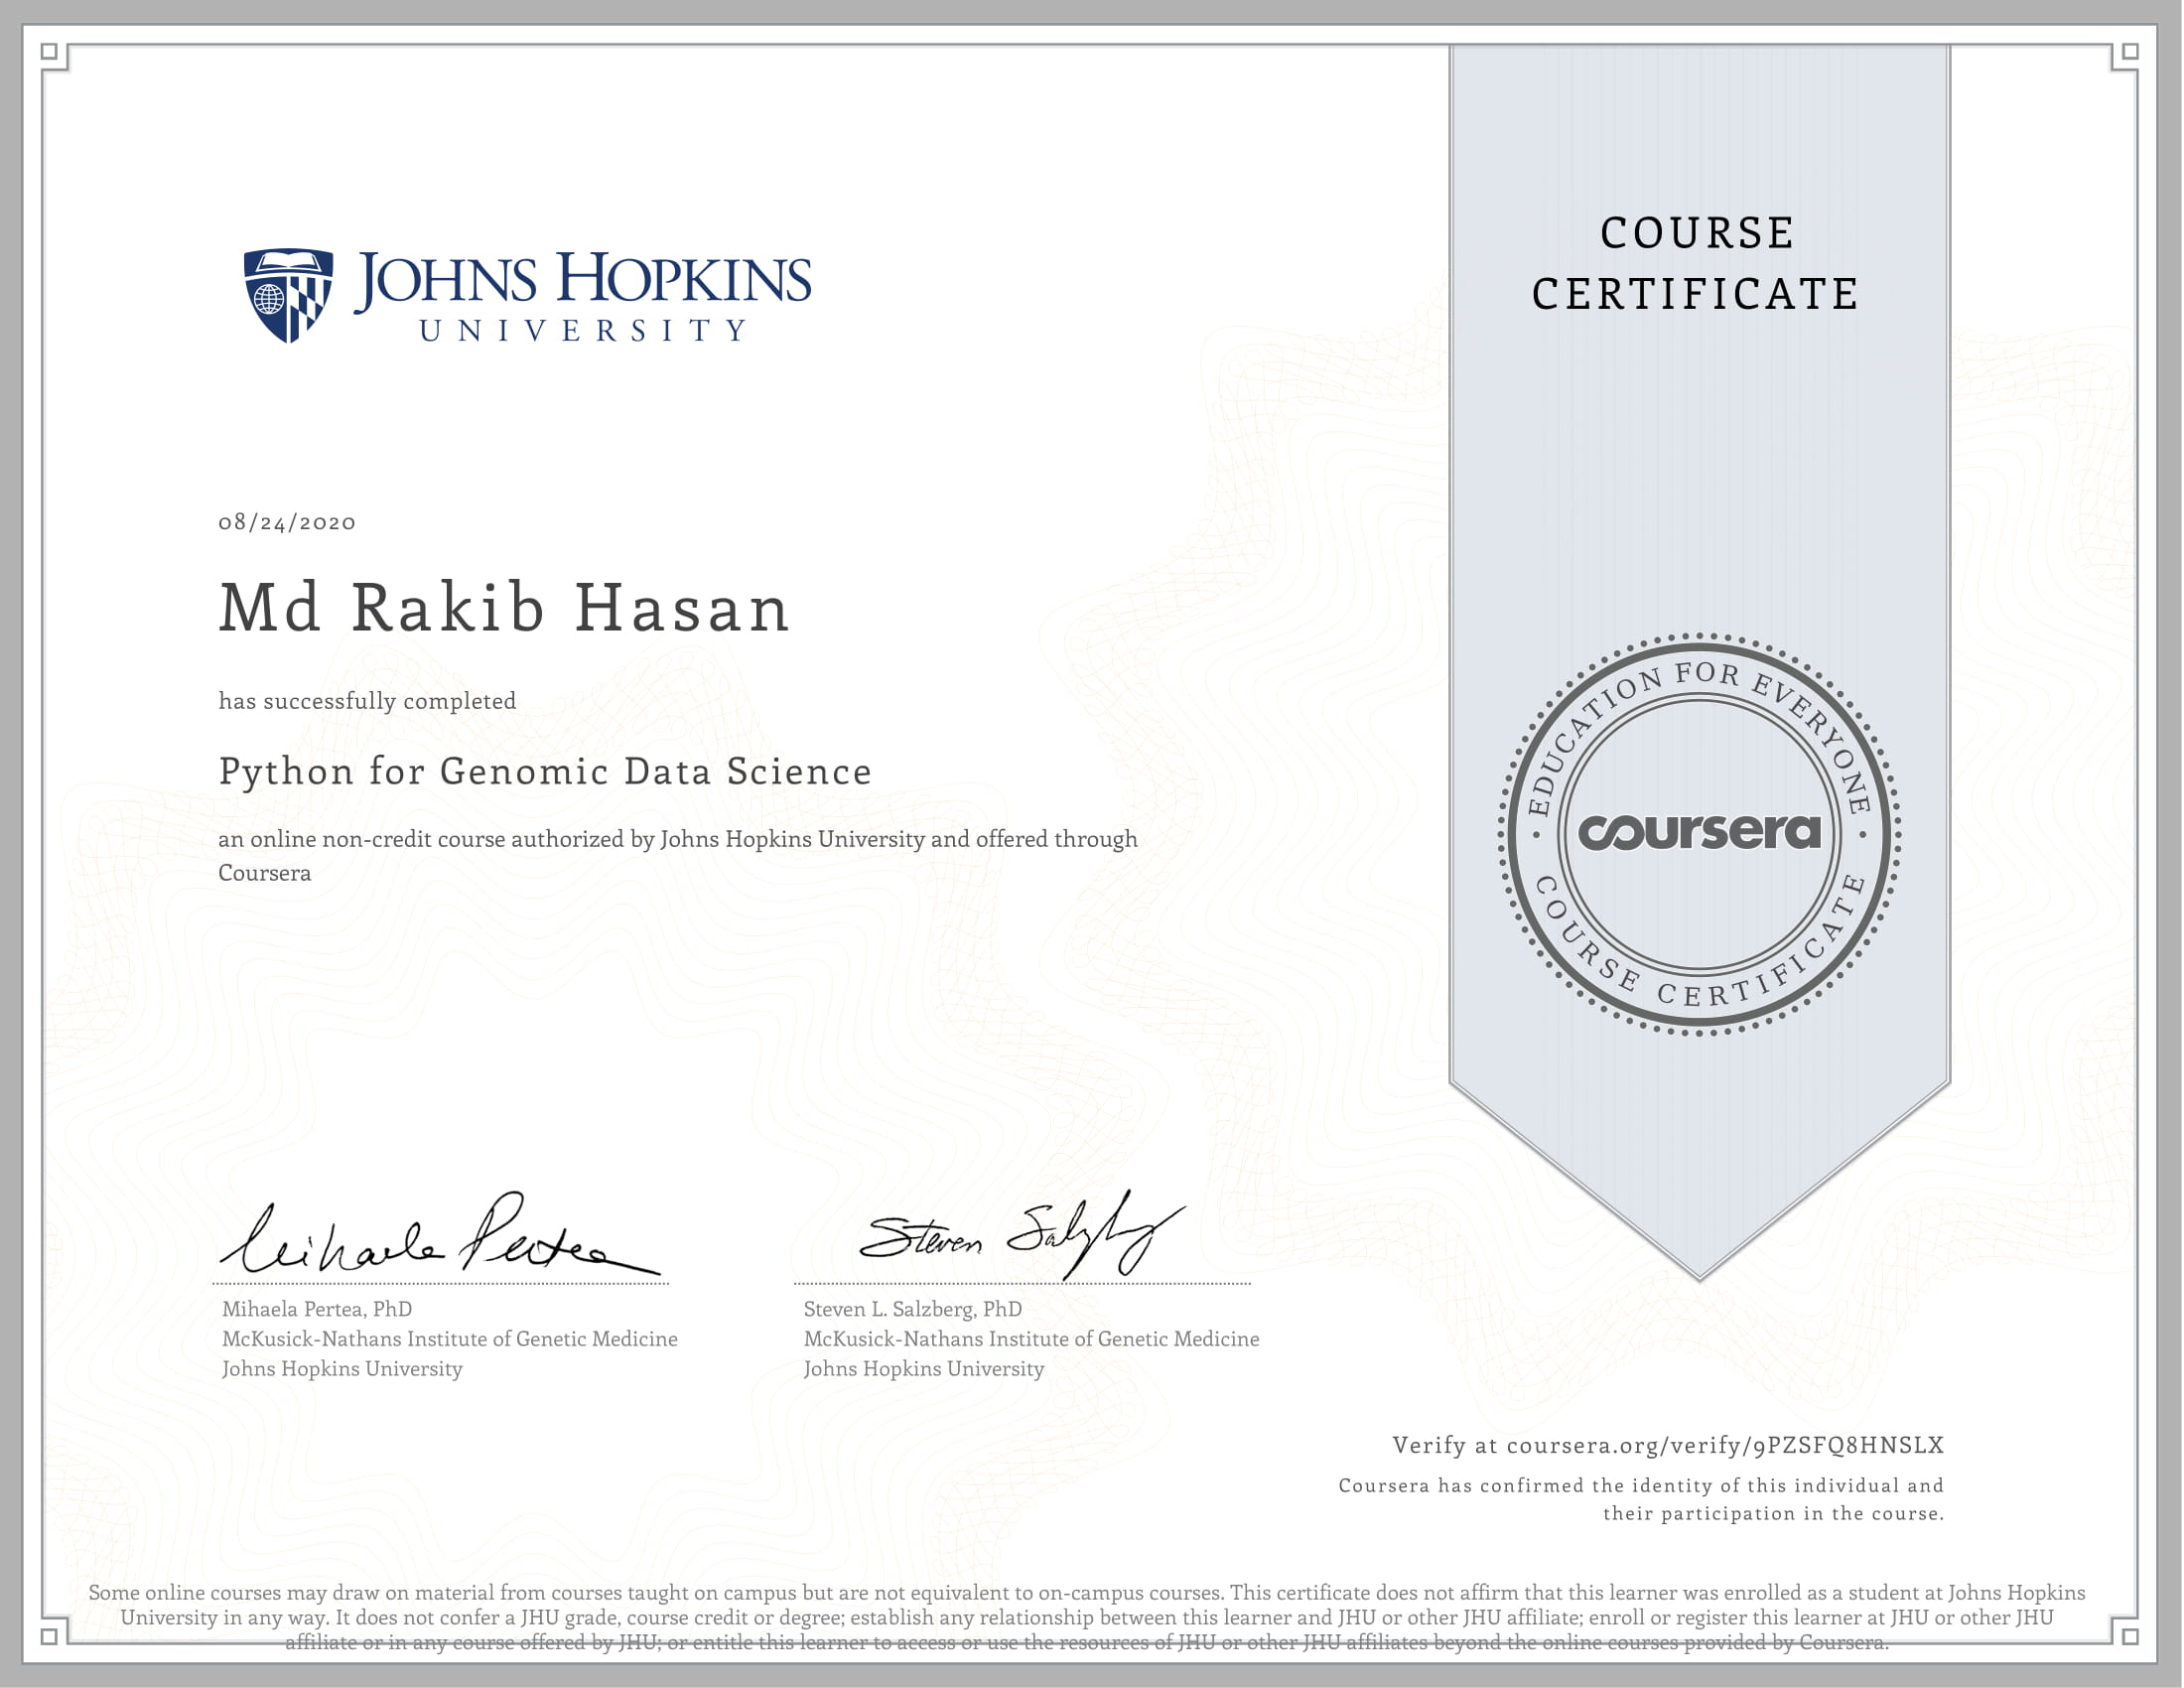 JOHNS HOPKINS
UNIVERSITY
COURSE
CERTIFICATE
08/24/2020
Md Rakib Hasan
has successfully completed
Python for Genomic Data Science
an online non-credit course authorized by Johns Hopkins University and offered through
Coursera
EDUCATION FOR EVERYONE
coursera
COURSE CERTIFICATE
Mihaela Pertea
Steven Salzberg
Mihaela Pertea, PhD
McKusick-Nathans Institute of Genetic Medicine
Johns Hopkins University
Steven L. Salzberg, PhD
McKusick-Nathans Institute of Genetic Medicine
Johns Hopkins University
Verify at coursera.org/verify/9PZSFQ8HNSLX
Coursera has confirmed the identity of this individual and
their participation in the course.
Some online courses may draw on material from courses taught on campus but are not equivalent to on-campus courses. This certificate does not affirm that this learner was enrolled as a student at Johns Hopkins
University in any way. It does not confer a JHU grade, course credit or degree; establish any relationship between this learner and JHU or other JHU affiliate; enroll or register this learner at JHU or other JHU
affiliate or in any course offered by JHU; or entitle this learner to access or use the resources of JHU or other JHU affiliates beyond the online courses provided by Coursera.